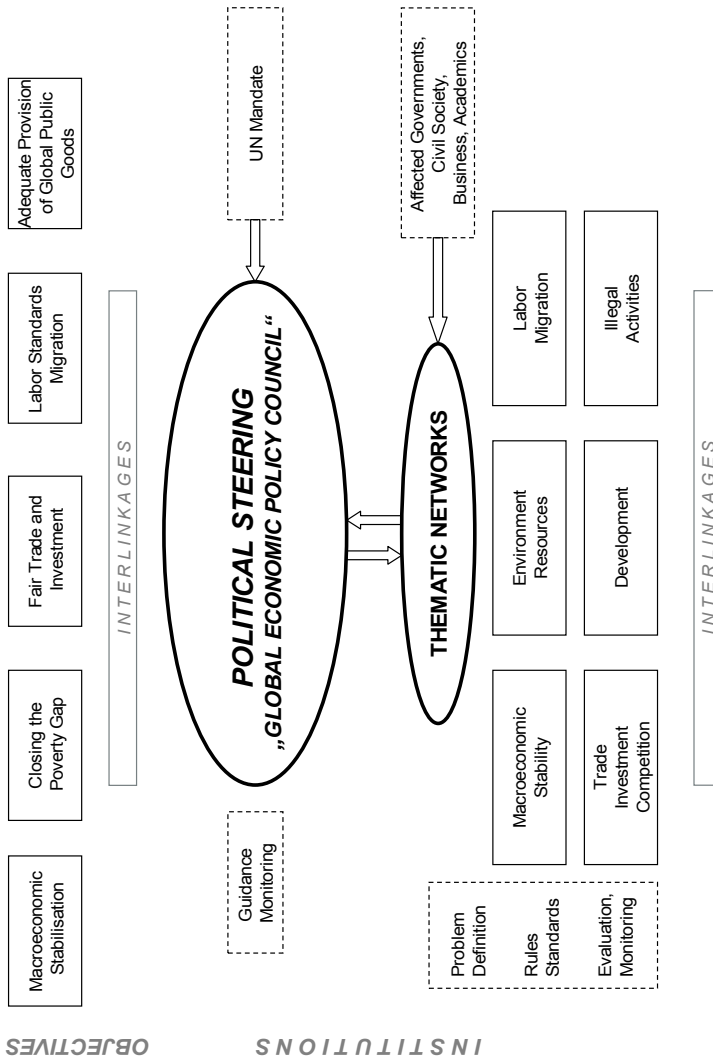 OBJECTIVES
Macroeconomic
Stabilisation
Closing the
Poverty Gap
Fair Trade and
Investment
Labor Standards
Migration
Adequate Provision
of Global Public
Goods
INTERLINKAGES
INSTITUTIONS
Guidance
Monitoring
POLITICAL STEERING
„GLOBAL ECONOMIC POLICY COUNCIL“
UN Mandate
THEMATIC NETWORKS
Affected Governments,
Civil Society,
Business, Academics
Problem
Definition
Rules
Standards
Evaluation,
Monitoring
Macroeconomic
Stability
Environment
Resources
Labor
Migration
Trade
Investment
Competition
Development
Illegal
Activities
INTERLINKAGES